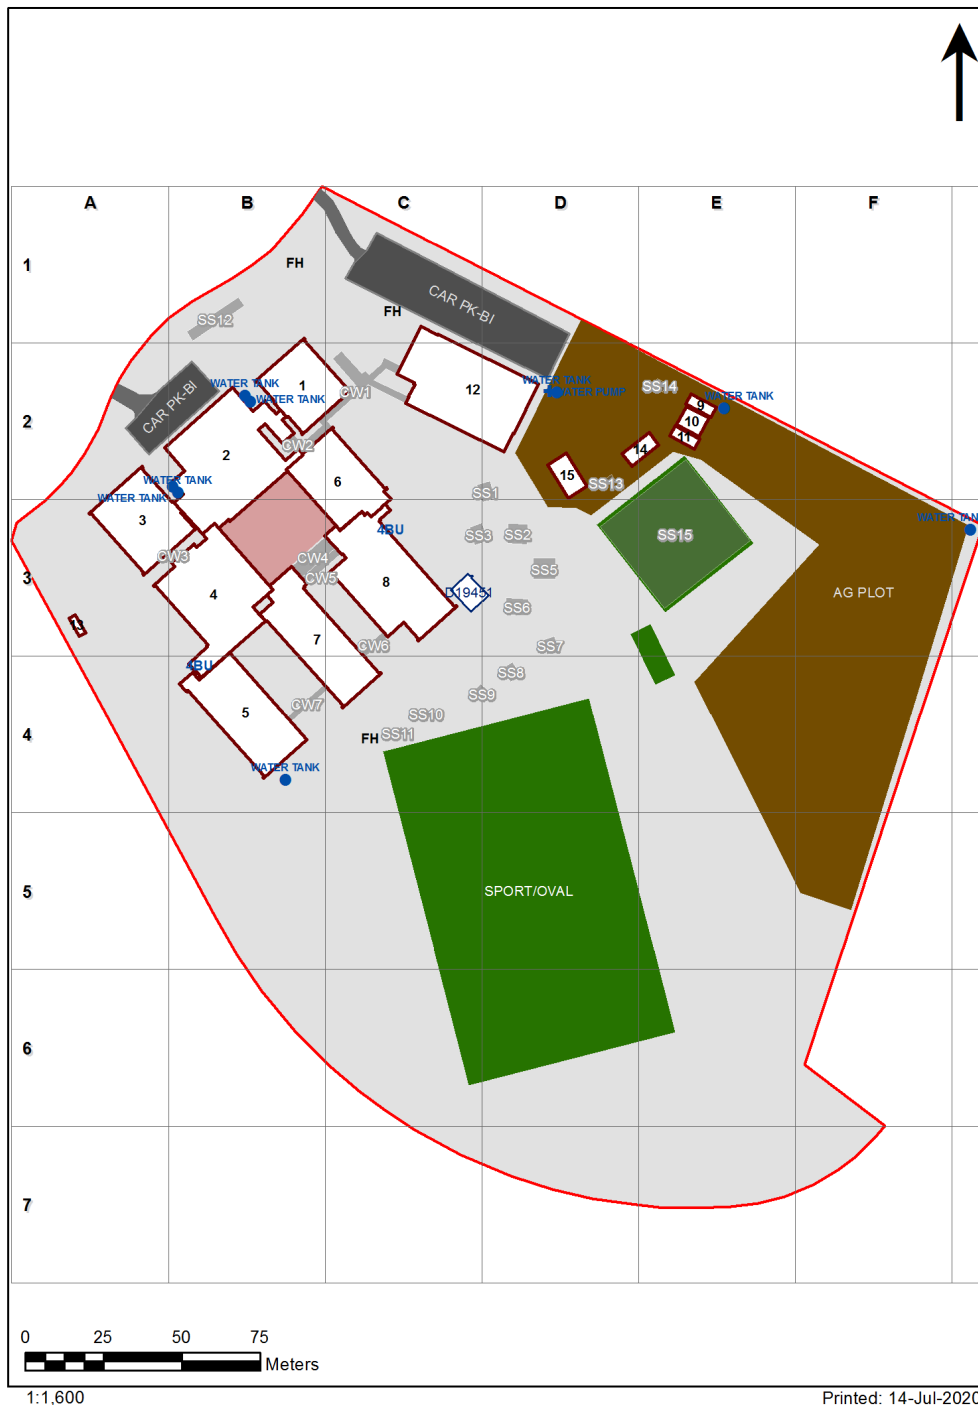 A B C D E F
1
FH
CAR PK-BI
FH
SS12
CAR PK-BI
WATER TANK
WATER TANK
1
CW1
12
WATER TANK
WATER PUMP
SS14
WATER TANK
9
10
11
2
2
CW2
14
15
SS13
6
WATER TANK
WATER TANK
SS1
3
4BU
SS3
SS2
SS15
CW3
CW4
CW5
SS5
3
4
8
D19451
SS6
AG PLOT
13
7
CW6
SS7
4BU
SS8
SS9
CW7
5
SS10
4
FH
SS11
WATER TANK
WATER TAN
5
SPORT/OVAL
6
7
0 25 50 75
Meters
1:1,600
Printed: 14-Jul-2020